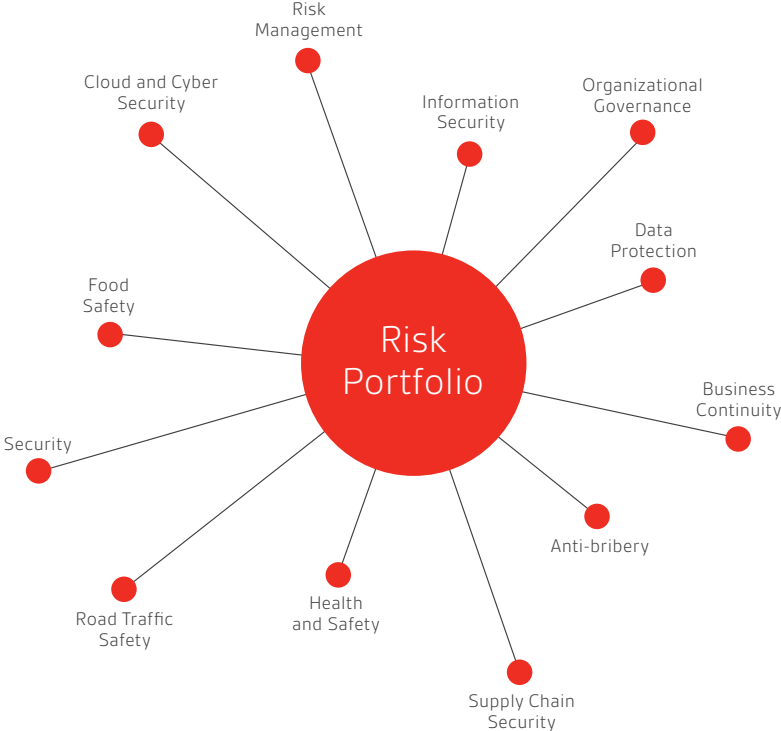 Risk
Management
Cloud and Cyber
Security
Information
Security
Organizational
Governance
Data
Protection
Food
Safety
Risk
Portfolio
Business
Continuity
Security
Anti-bribery
Health
and Safety
Road Traffic
Safety
Supply Chain
Security